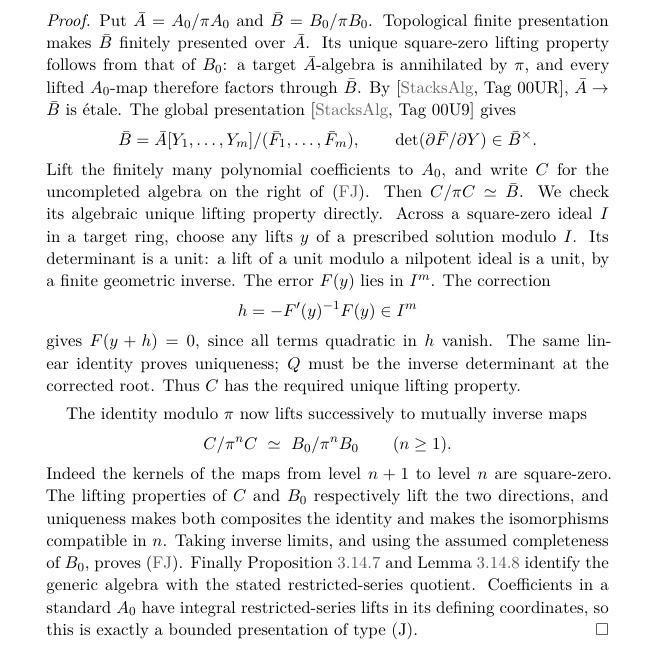 Proof. Put Ā = A₀/πA₀ and B̄ = B₀/πB₀. Topological finite presentation
makes B̄ finitely presented over Ā. Its unique square-zero lifting property
follows from that of B₀: a target Ā-algebra is annihilated by π, and every
lifted A₀-map therefore factors through B̄. By [StacksAlg, Tag 00UR], Ā →
B̄ is étale. The global presentation [StacksAlg, Tag 00U9] gives
B̄ = Ā[Y₁, . . . , Yₘ]/(F̄₁, . . . , F̄ₘ), det(∂F̄/∂Y) ∈ B̄×.
Lift the finitely many polynomial coefficients to A₀, and write C for the
uncompleted algebra on the right of (FJ). Then C/πC ≃ B̄. We check
its algebraic unique lifting property directly. Across a square-zero ideal I
in a target ring, choose any lifts y of a prescribed solution modulo I. Its
determinant is a unit: a lift of a unit modulo a nilpotent ideal is a unit, by
a finite geometric inverse. The error F(y) lies in Iᵐ. The correction
h = −F′(y)⁻¹F(y) ∈ Iᵐ
gives F(y + h) = 0, since all terms quadratic in h vanish. The same lin-
ear identity proves uniqueness; Q must be the inverse determinant at the
corrected root. Thus C has the required unique lifting property.
The identity modulo π now lifts successively to mutually inverse maps
C/πⁿC ≃ B₀/πⁿB₀ (n ≥ 1).
Indeed the kernels of the maps from level n + 1 to level n are square-zero.
The lifting properties of C and B₀ respectively lift the two directions, and
uniqueness makes both composites the identity and makes the isomorphisms
compatible in n. Taking inverse limits, and using the assumed completeness
of B₀, proves (FJ). Finally Proposition 3.14.7 and Lemma 3.14.8 identify the
generic algebra with the stated restricted-series quotient. Coefficients in a
standard A₀ have integral restricted-series lifts in its defining coordinates, so
this is exactly a bounded presentation of type (J). □